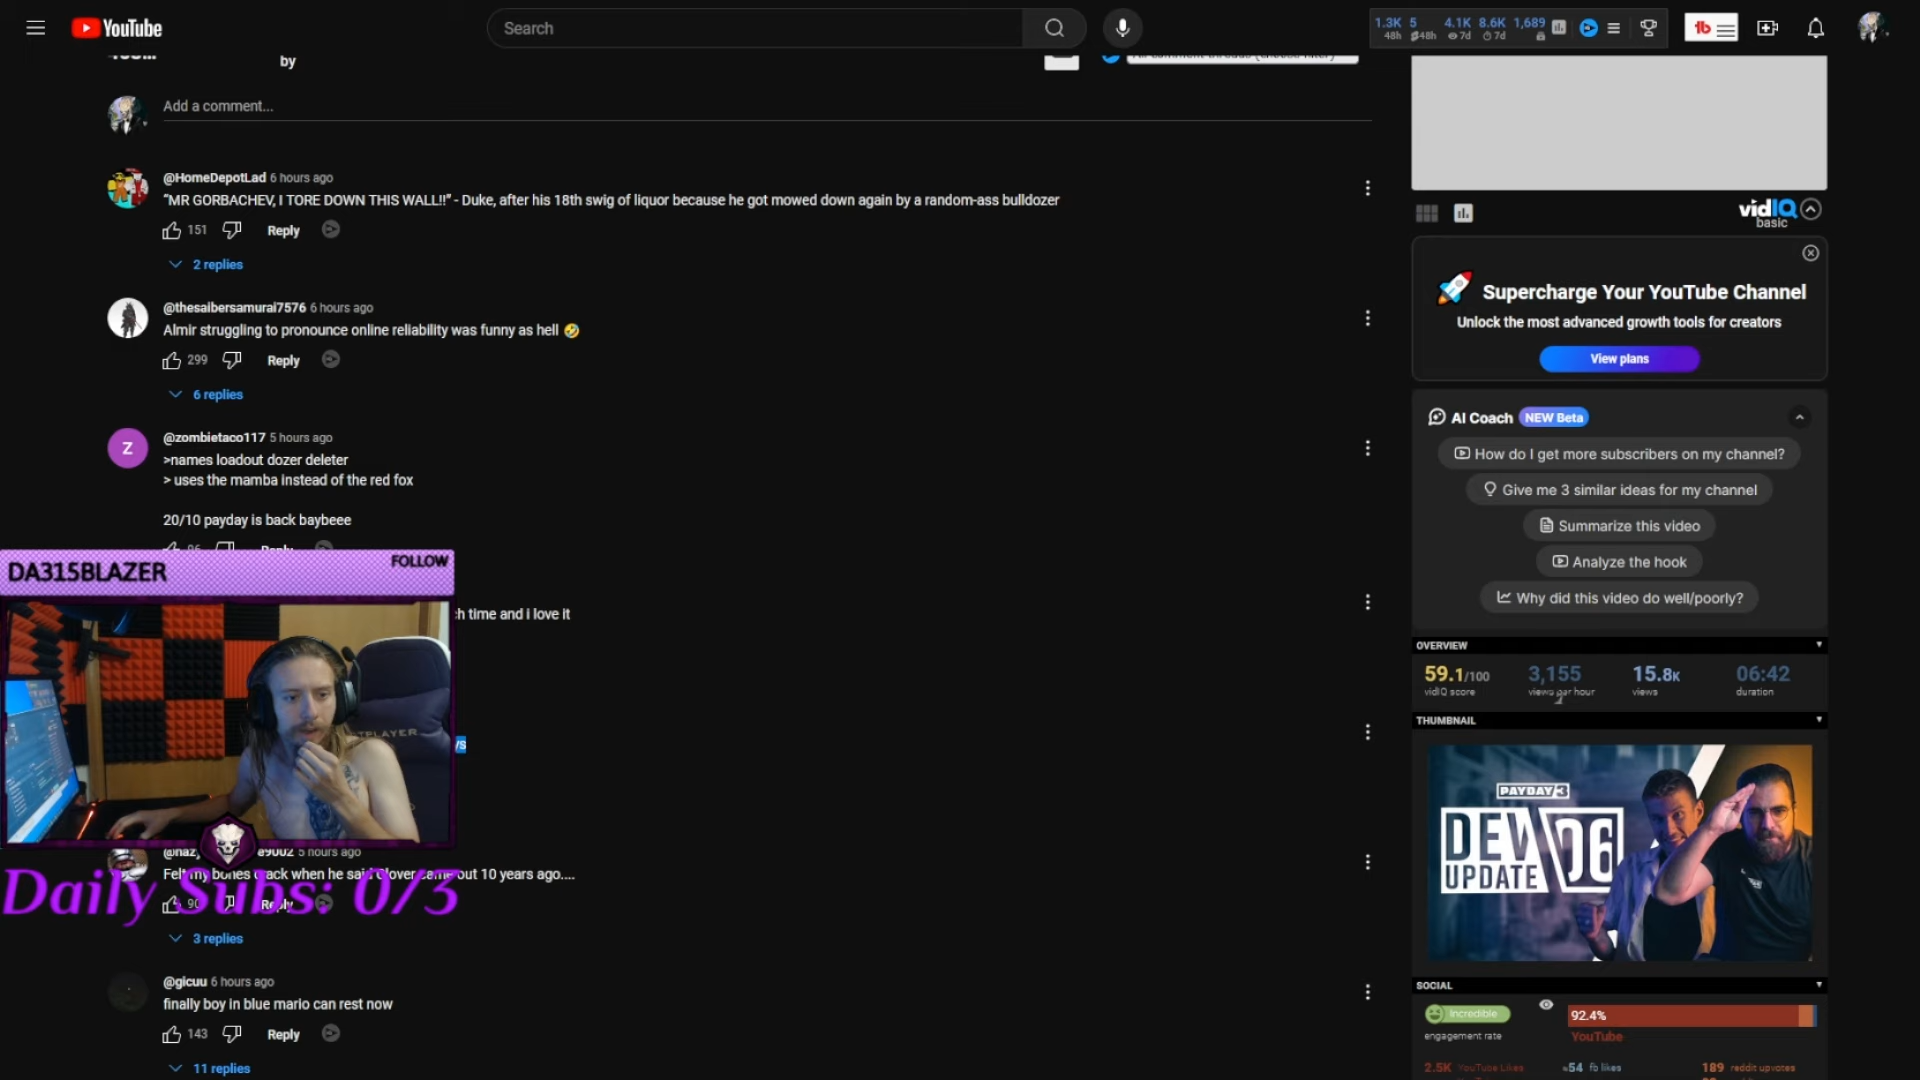 YouTube
Search
1.3K 5 4.1K 8.6K 1,689
48h 48h 7d 7d
tb
by
Add a comment...
@HomeDepotLad 6 hours ago
“MR GORBACHEV, I TORE DOWN THIS WALL!!” - Duke, after his 18th swig of liquor because he got mowed down again by a random-ass bulldozer
151 Reply
2 replies
@thesaibersamurai7576 6 hours ago
Almir struggling to pronounce online reliability was funny as hell 🤣
299 Reply
6 replies
Z
@zombietaco117 5 hours ago
>names loadout dozer deleter
> uses the mamba instead of the red fox
20/10 payday is back baybeee
Reply
DA315BLAZER
FOLLOW
time and i love it
5 hours ago
Felt my bones crack when he said Clover came out 10 years ago....
Reply
Daily Subs: 0/3
3 replies
@gicuu 6 hours ago
finally boy in blue mario can rest now
143 Reply
11 replies
vidIQ
basic
Supercharge Your YouTube Channel
Unlock the most advanced growth tools for creators
View plans
AI Coach NEW Beta
How do I get more subscribers on my channel?
Give me 3 similar ideas for my channel
Summarize this video
Analyze the hook
Why did this video do well/poorly?
OVERVIEW
59.1/100 3,155 15.8K 06:42
vidIQ score views per hour views duration
THUMBNAIL
PAYDAY 3
DEV 06
UPDATE
SOCIAL
Incredible
engagement rate
92.4%
YouTube
2.5K YouTube Likes 54 fb likes 189 reddit upvotes